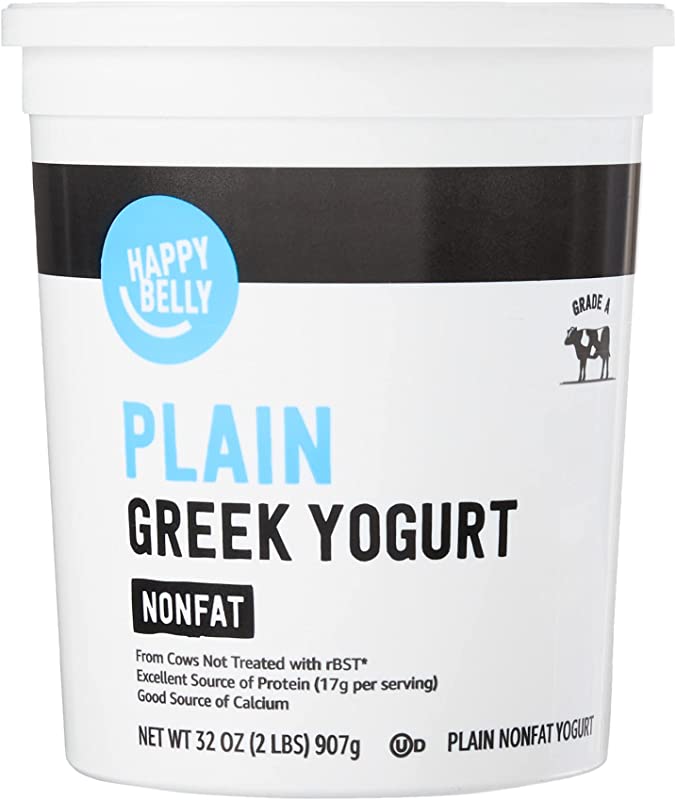 HAPPY
BELLY
GRADE A
PLAIN
GREEK YOGURT
NONFAT
From Cows Not Treated with rBST*
Excellent Source of Protein (17g per serving)
Good Source of Calcium
NET WT 32 OZ (2 LBS) 907g
UD
PLAIN NONFAT YOGURT